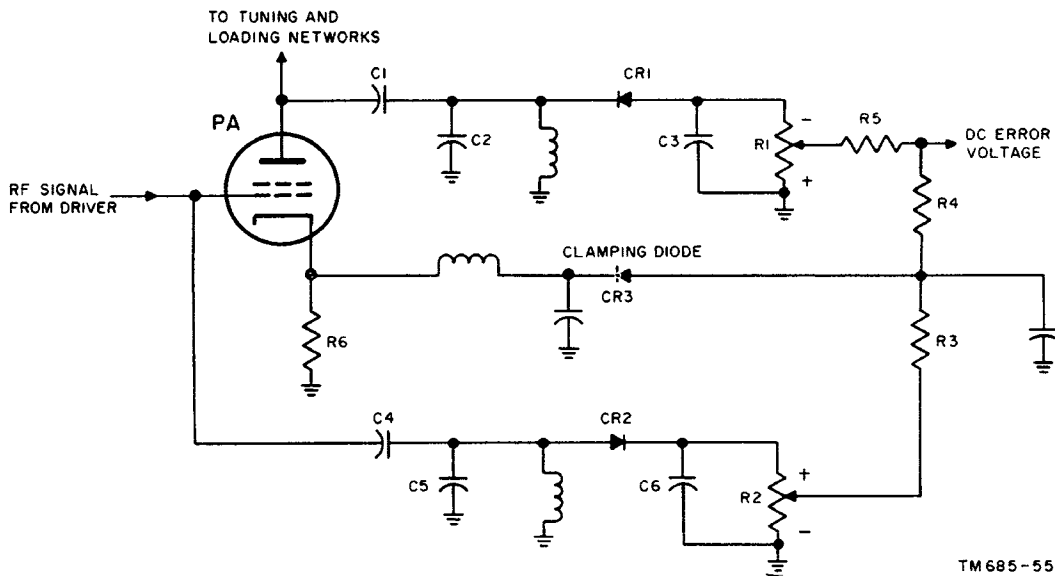 TO TUNING AND
LOADING NETWORKS
C1
CR1
PA
C2
C3
R1
-
+
R5
DC ERROR
VOLTAGE
RF SIGNAL
FROM DRIVER
R4
CLAMPING DIODE
CR3
R6
R3
C4
CR2
C5
C6
R2
+
-
TM685-55